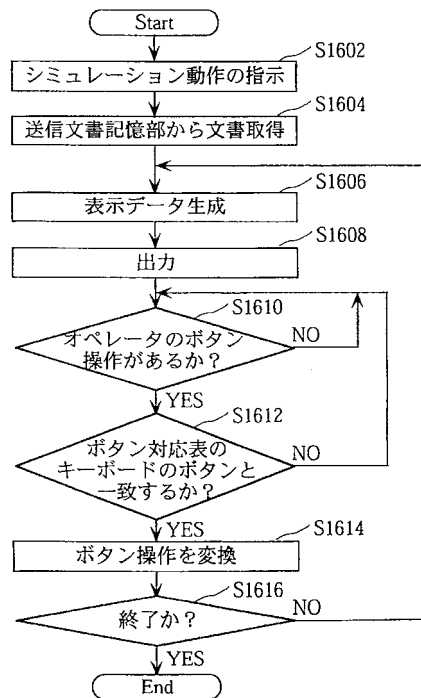 Start
S1602
シミュレーション動作の指示
S1604
送信文書記憶部から文書取得
S1606
表示データ生成
S1608
出力
S1610
オペレータのボタン
操作があるか？
NO
YES
S1612
ボタン対応表の
キーボードのボタンと
一致するか？
NO
YES
S1614
ボタン操作を変換
S1616
終了か？
NO
YES
End